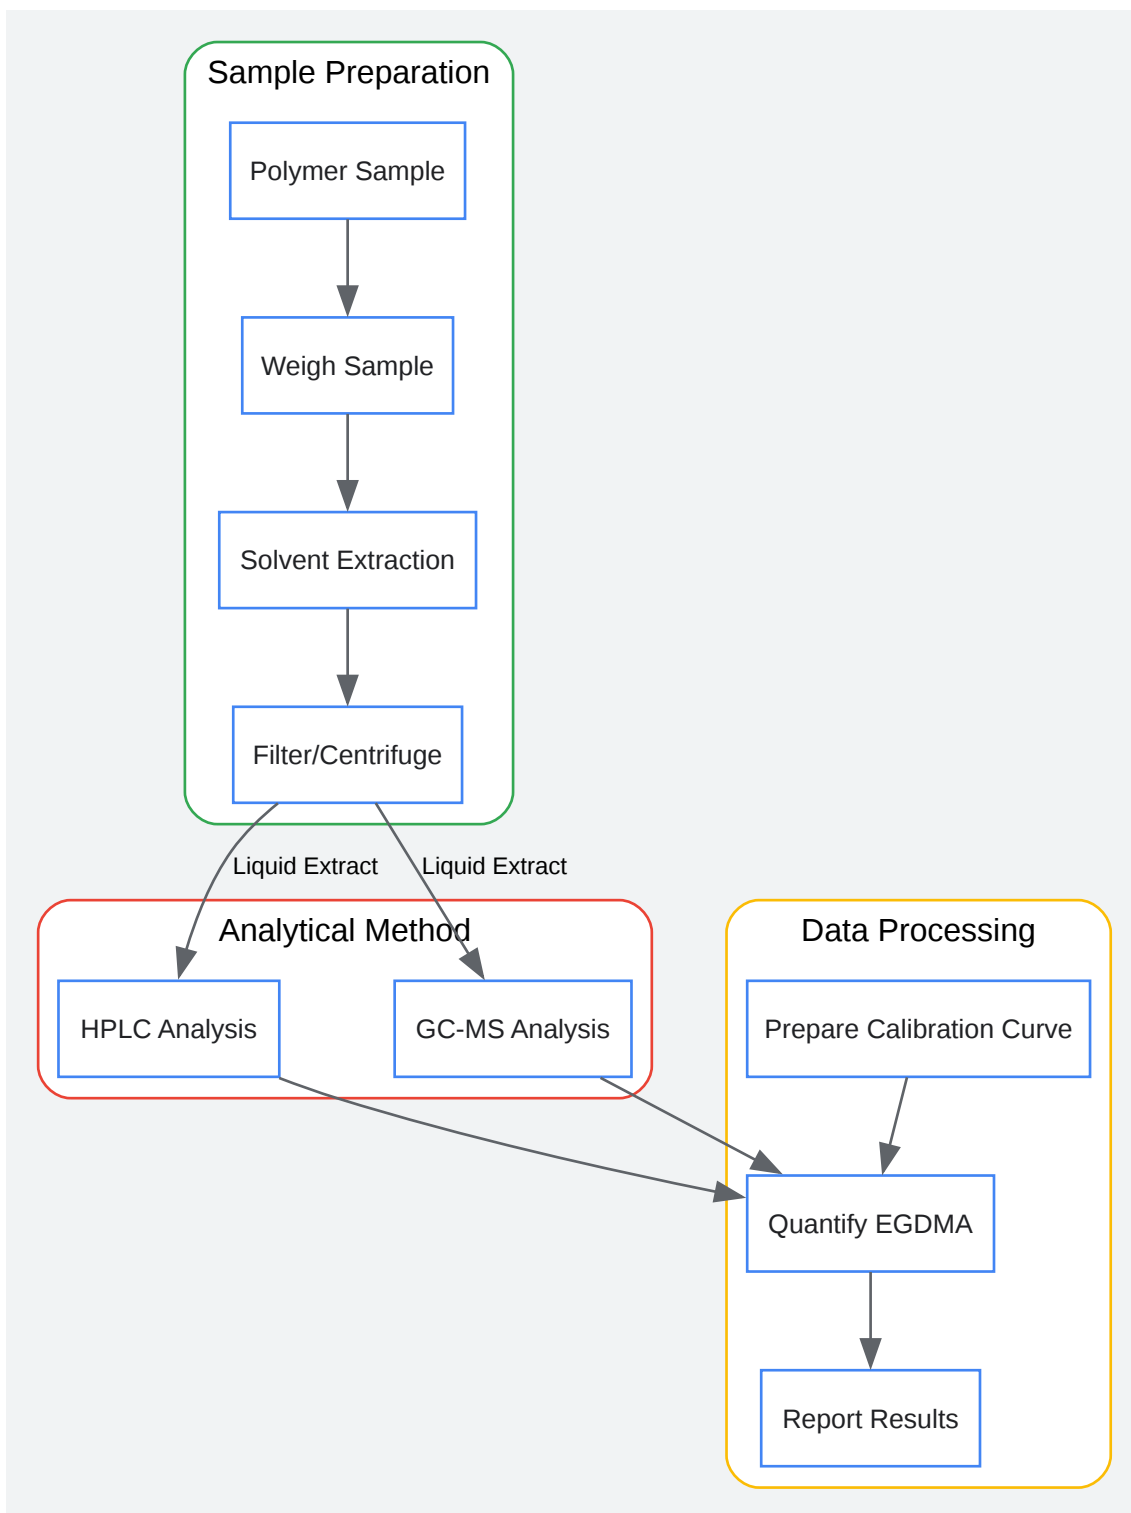 Sample Preparation
Polymer Sample
Weigh Sample
Solvent Extraction
Filter/Centrifuge
Liquid Extract
Liquid Extract
Analytical Method
HPLC Analysis
GC-MS Analysis
Data Processing
Prepare Calibration Curve
Quantify EGDMA
Report Results